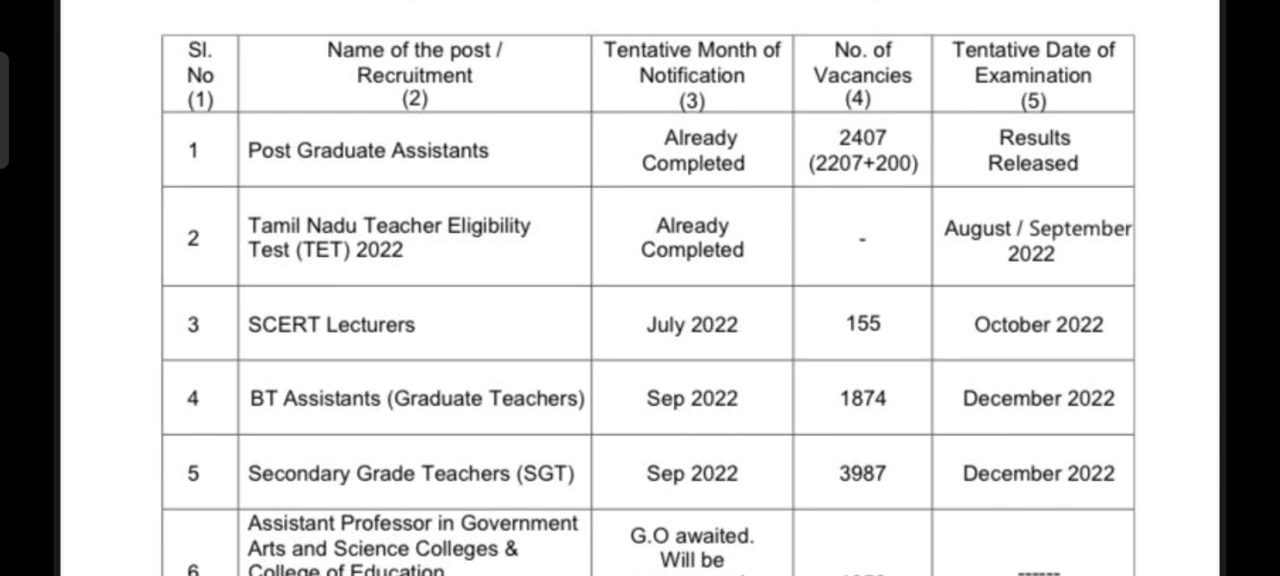 Sl.
No
(1)
Name of the post /
Recruitment
(2)
Tentative Month of
Notification
(3)
No. of
Vacancies
(4)
Tentative Date of
Examination
(5)
1
Post Graduate Assistants
Already
Completed
2407
(2207+200)
Results
Released
2
Tamil Nadu Teacher Eligibility
Test (TET) 2022
Already
Completed
-
August / September
2022
3
SCERT Lecturers
July 2022
155
October 2022
4
BT Assistants (Graduate Teachers)
Sep 2022
1874
December 2022
5
Secondary Grade Teachers (SGT)
Sep 2022
3987
December 2022
6
Assistant Professor in Government
Arts and Science Colleges &
College of Education
G.O awaited.
Will be
------